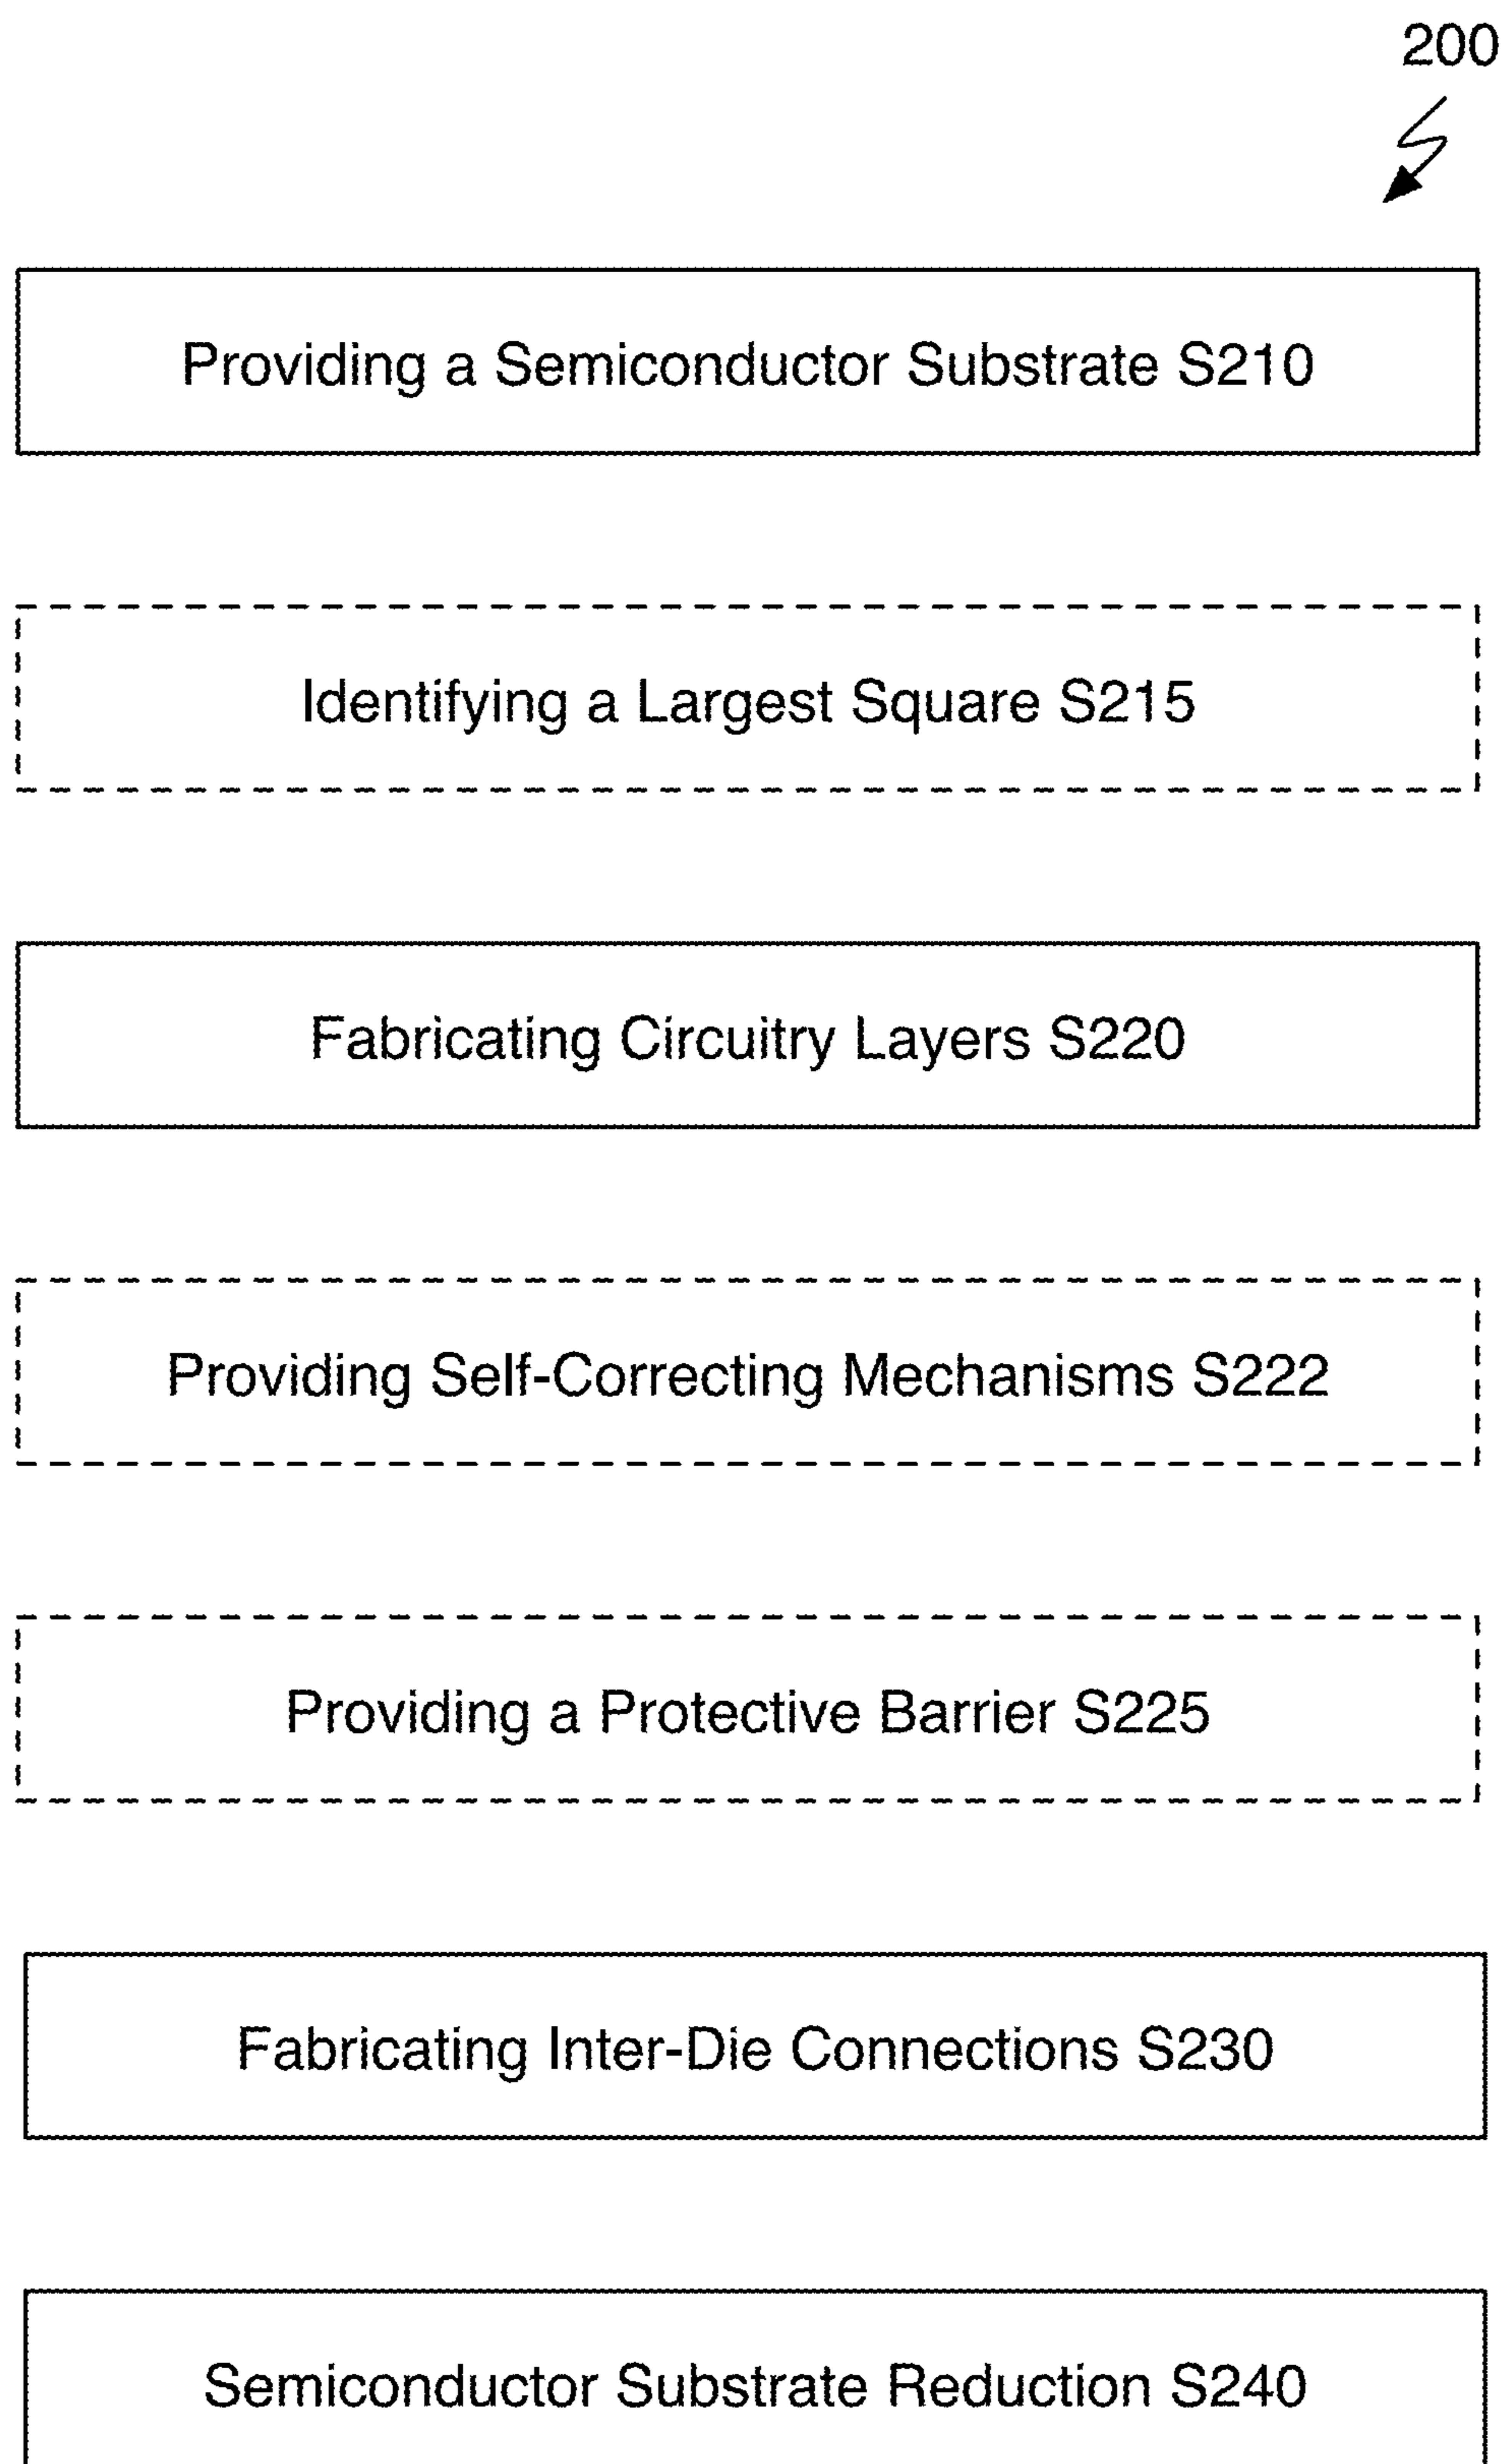 200
Providing a Semiconductor Substrate S210
Identifying a Largest Square S215
Fabricating Circuitry Layers S220
Providing Self-Correcting Mechanisms S222
Providing a Protective Barrier S225
Fabricating Inter-Die Connections S230
Semiconductor Substrate Reduction S240